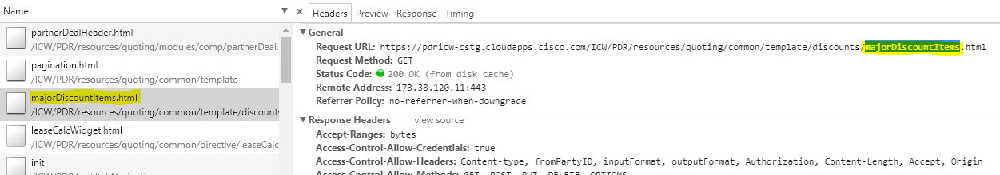 Name
partnerDealHeader.html
/ICW/PDR/resources/quoting/modules/comp/partnerDeal.
pagination.html
/ICW/PDR/resources/quoting/common/template
majorDiscountItems.html
/ICW/PDR/resources/quoting/common/template/discounts
leaseCalcWidget.html
/ICW/PDR/resources/quoting/common/directive/leaseCalc
init
× Headers Preview Response Timing
▼ General
Request URL: https://pdricw-cstg.cloudapps.cisco.com/ICW/PDR/resources/quoting/common/template/discounts/majorDiscountItems.html
Request Method: GET
Status Code: 200 OK (from disk cache)
Remote Address: 173.38.120.11:443
Referrer Policy: no-referrer-when-downgrade
▼ Response Headers view source
Accept-Ranges: bytes
Access-Control-Allow-Credentials: true
Access-Control-Allow-Headers: Content-type, fromPartyID, inputFormat, outputFormat, Authorization, Content-Length, Accept, Origin
Access-Control-Allow-Methods: GET, POST, PUT, DELETE, OPTIONS